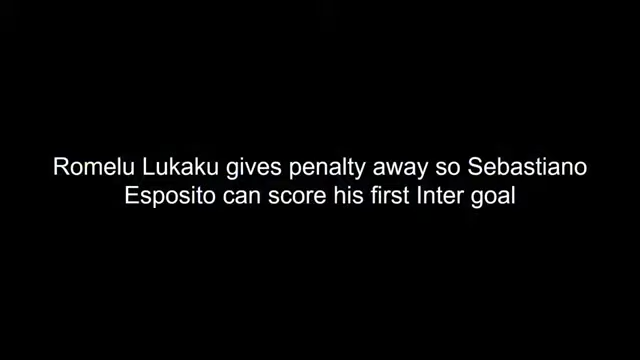 Romelu Lukaku gives penalty away so Sebastiano
Esposito can score his first Inter goal